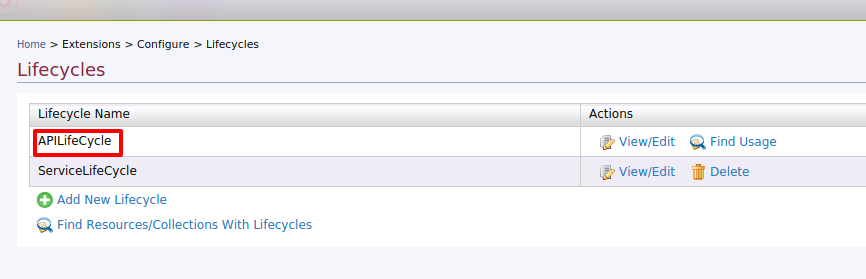 Home > Extensions > Configure > Lifecycles
Lifecycles
Lifecycle Name Actions
APILifeCycle View/Edit Find Usage
ServiceLifeCycle View/Edit Delete
Add New Lifecycle
Find Resources/Collections With Lifecycles